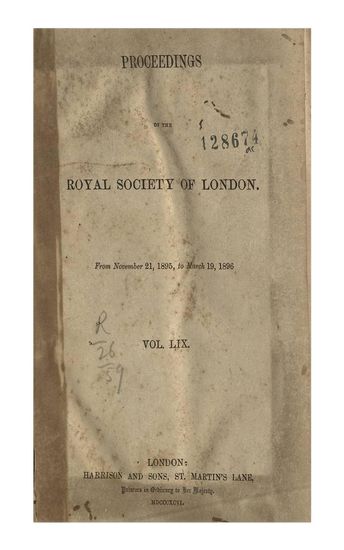 PROCEEDINGS
OF THE
128674
ROYAL SOCIETY OF LONDON.
From November 21, 1895, to March 19, 1896
R
26
59
VOL. LIX.
LONDON:
HARRISON AND SONS, ST. MARTIN'S LANE,
Printers in Ordinary to Her Majesty.
MDCCCXCVI.